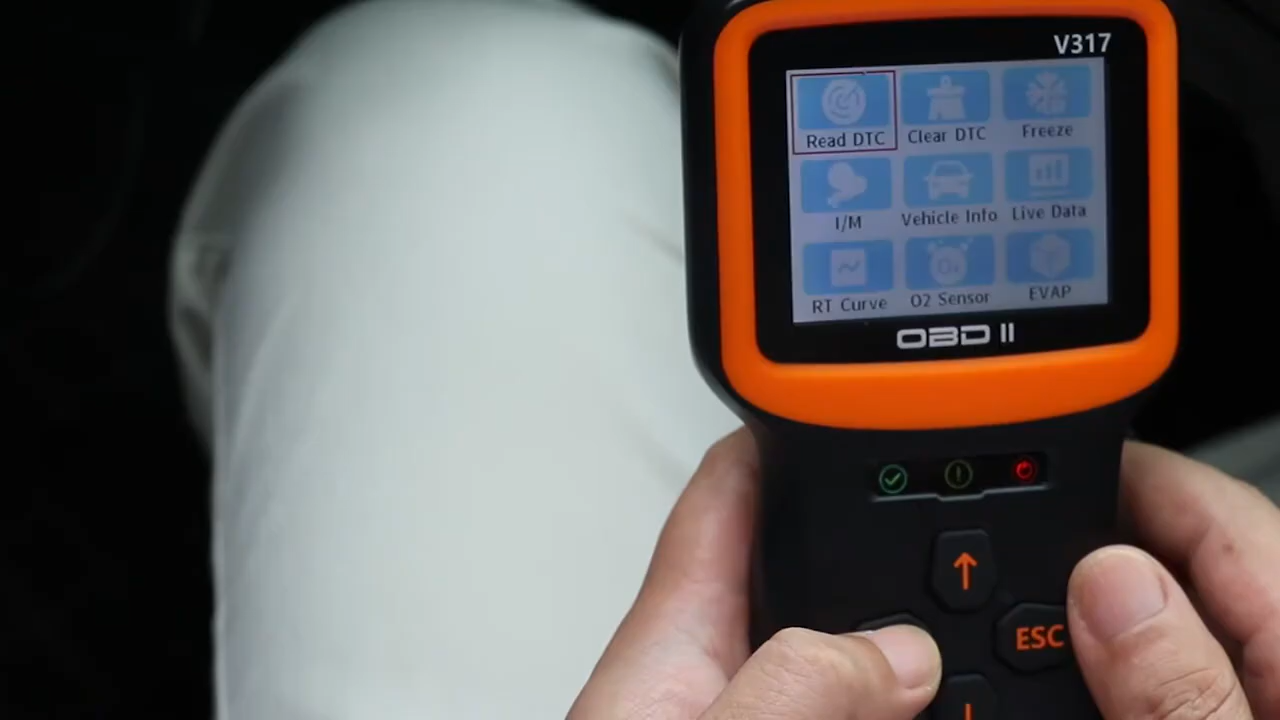 V317
Read DTC Clear DTC Freeze
I/M Vehicle Info Live Data
RT Curve O2 Sensor EVAP
OBD II
ESC